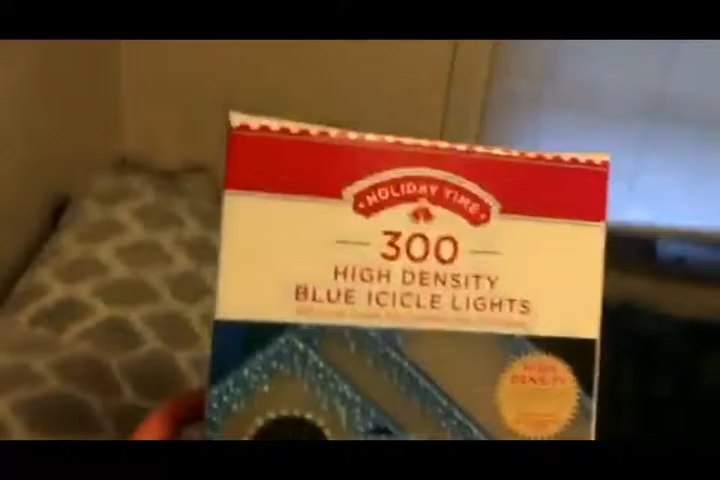 HOLIDAY TIME
300
HIGH DENSITY
BLUE ICICLE LIGHTS
HIGH
DENSITY